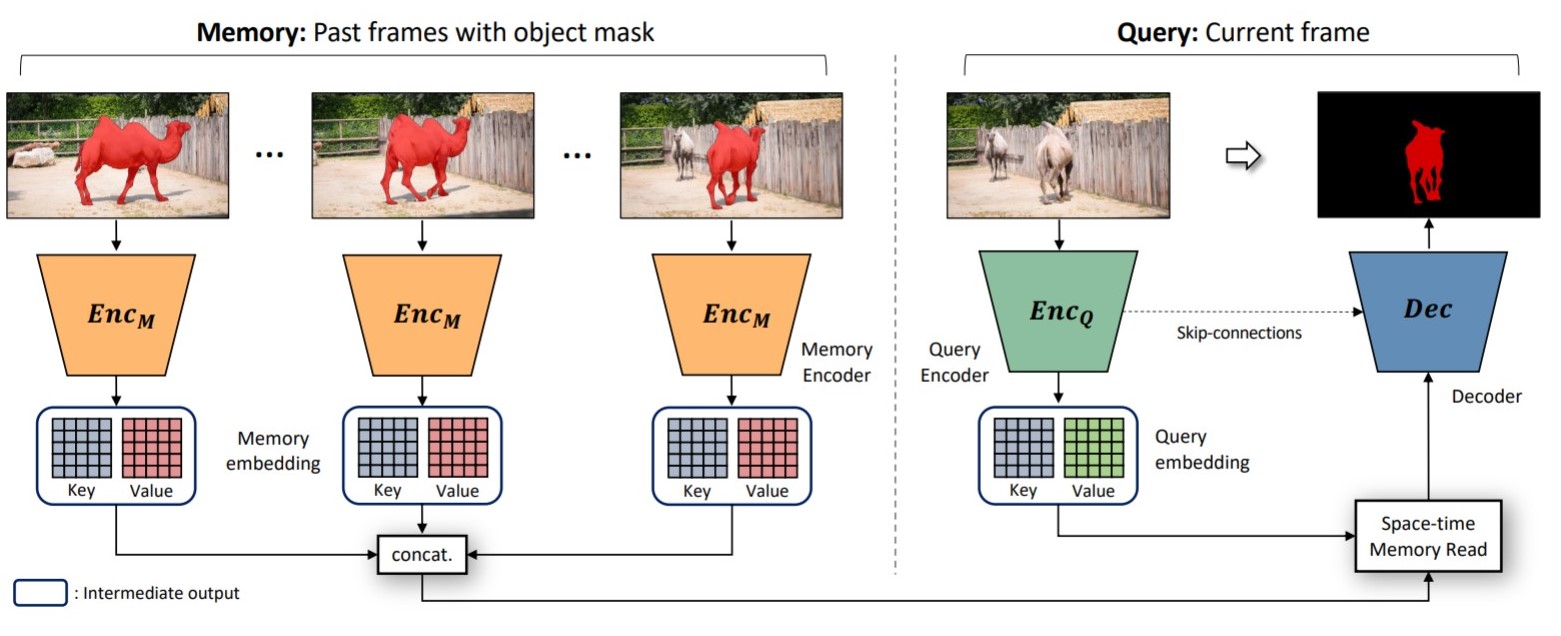 Memory: Past frames with object mask
Query: Current frame
...
...
Enc_M
Enc_M
Enc_M
Memory
Encoder
Query
Encoder
Enc_Q
Skip-connections
Dec
Decoder
Key Value
Memory
embedding
Key Value
Key Value
Key Value
Query
embedding
concat.
Space-time
Memory Read
: Intermediate output